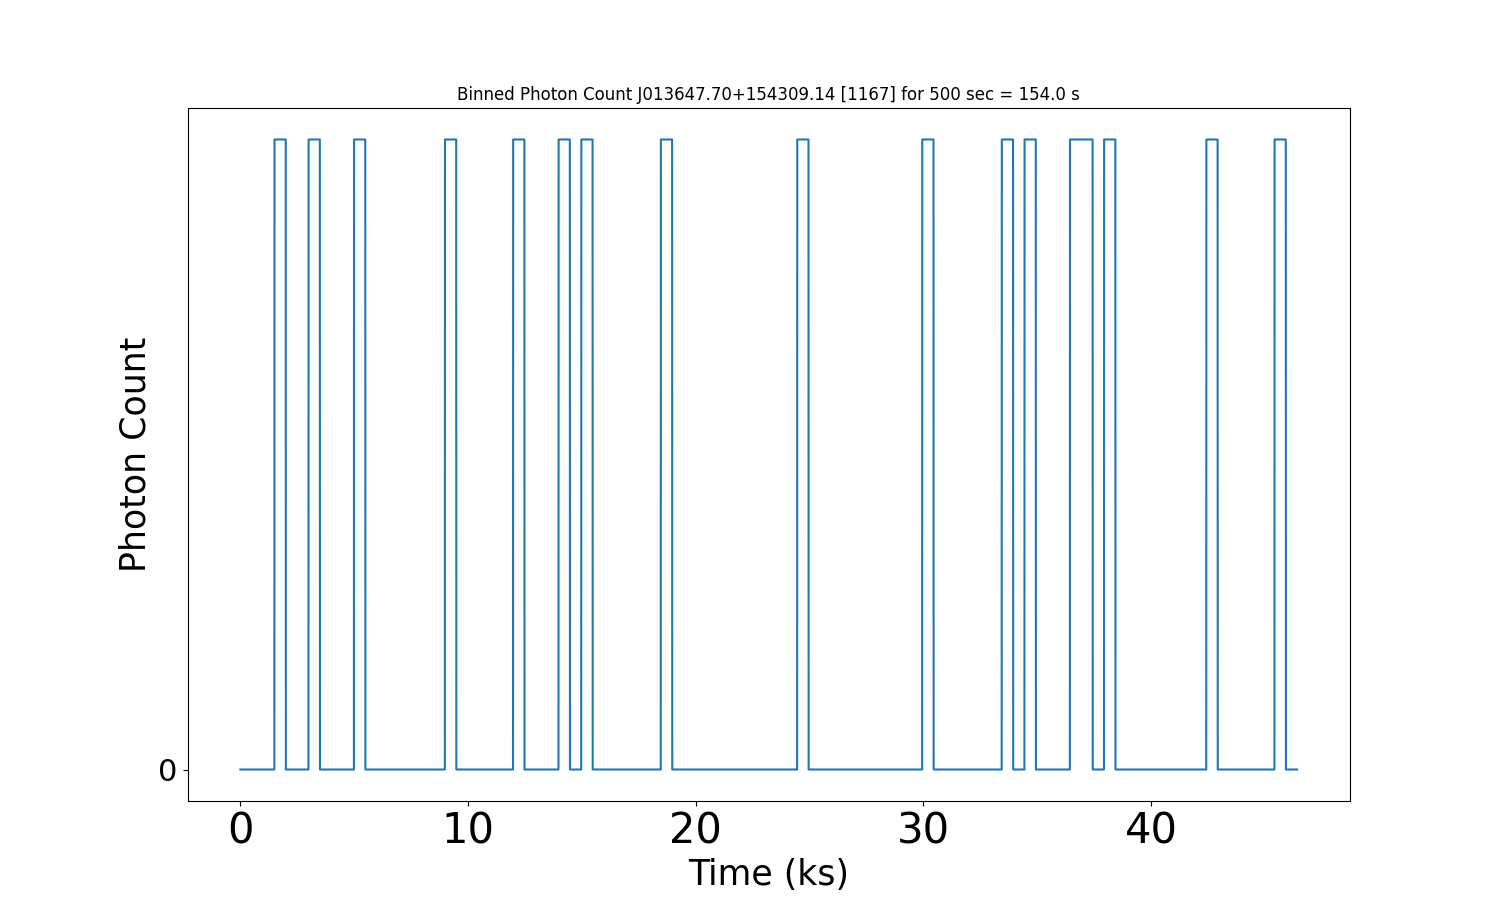 Binned Photon Count J013647.70+154309.14 [1167] for 500 sec = 154.0 s
Photon Count
0
0 10 20 30 40
Time (ks)